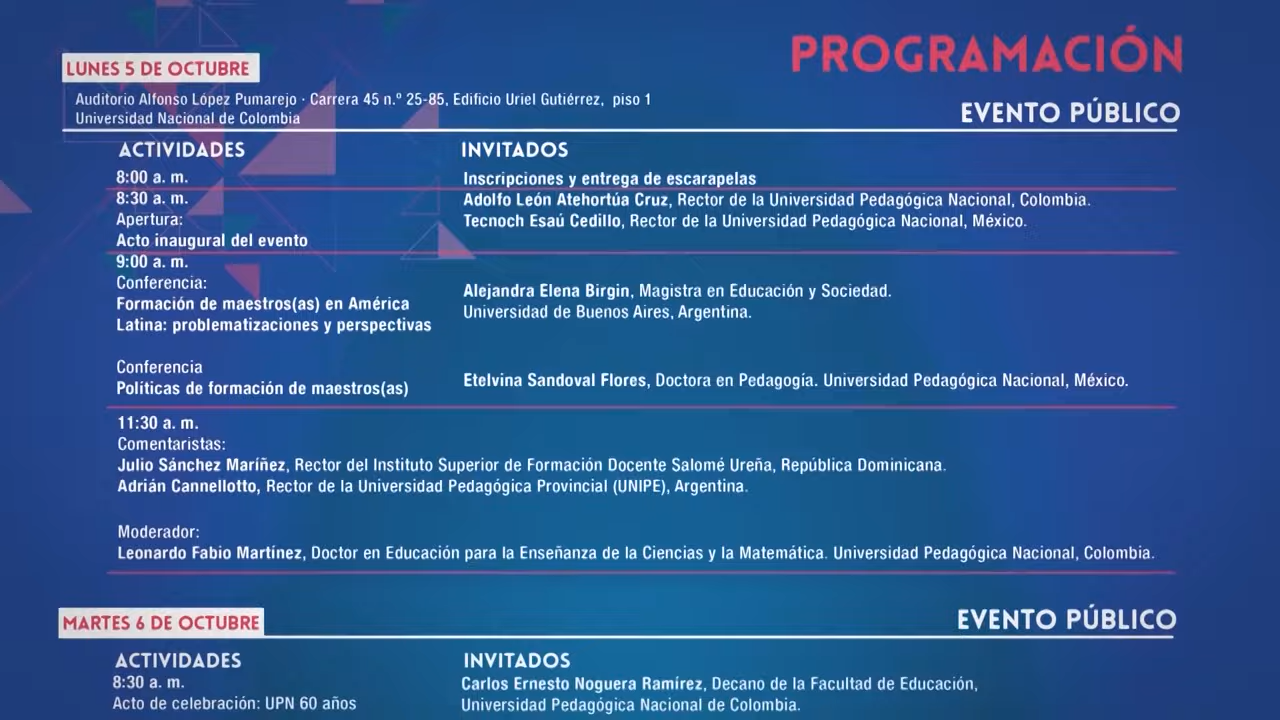 PROGRAMACIÓN
LUNES 5 DE OCTUBRE
Auditorio Alfonso López Pumarejo · Carrera 45 n.º 25-85, Edificio Uriel Gutiérrez, piso 1
Universidad Nacional de Colombia
EVENTO PÚBLICO
ACTIVIDADES INVITADOS
8:00 a. m. Inscripciones y entrega de escarapelas
8:30 a. m. Adolfo León Atehortúa Cruz, Rector de la Universidad Pedagógica Nacional, Colombia.
Apertura: Tecnoch Esaú Cedillo, Rector de la Universidad Pedagógica Nacional, México.
Acto inaugural del evento
9:00 a. m.
Conferencia:
Formación de maestros(as) en América
Latina: problematizaciones y perspectivas
Alejandra Elena Birgin, Magistra en Educación y Sociedad.
Universidad de Buenos Aires, Argentina.
Conferencia
Políticas de formación de maestros(as)
Etelvina Sandoval Flores, Doctora en Pedagogía. Universidad Pedagógica Nacional, México.
11:30 a. m.
Comentaristas:
Julio Sánchez Maríñez, Rector del Instituto Superior de Formación Docente Salomé Ureña, República Dominicana.
Adrián Cannellotto, Rector de la Universidad Pedagógica Provincial (UNIPE), Argentina.
Moderador:
Leonardo Fabio Martínez, Doctor en Educación para la Enseñanza de la Ciencias y la Matemática. Universidad Pedagógica Nacional, Colombia.
MARTES 6 DE OCTUBRE
EVENTO PÚBLICO
ACTIVIDADES INVITADOS
8:30 a. m. Carlos Ernesto Noguera Ramírez, Decano de la Facultad de Educación,
Acto de celebración: UPN 60 años Universidad Pedagógica Nacional de Colombia.